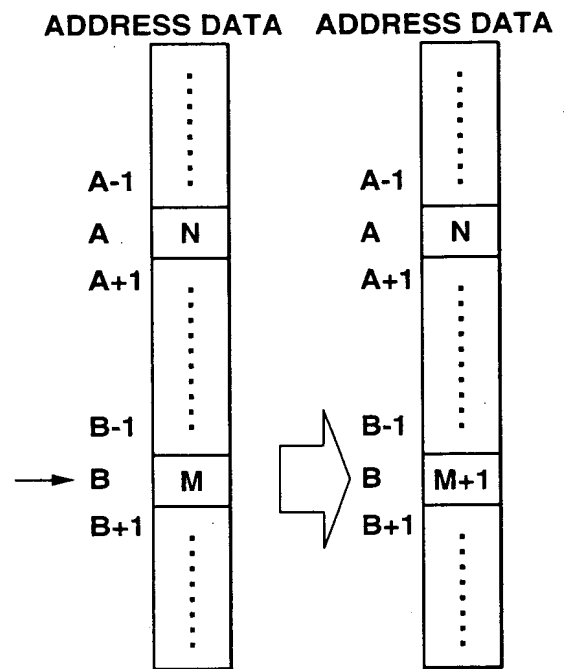 ADDRESS DATA ADDRESS DATA
A-1 A-1
A N A N
A+1 A+1
B-1 B-1
B M B M+1
B+1 B+1